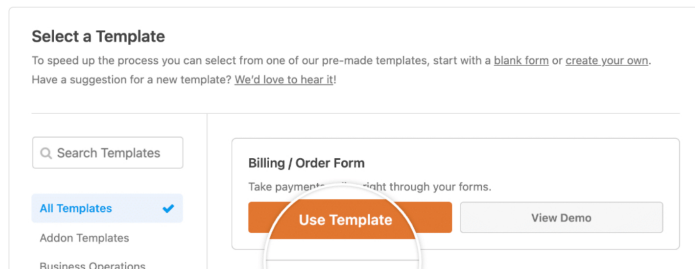 Select a Template
To speed up the process you can select from one of our pre-made templates, start with a blank form or create your own.
Have a suggestion for a new template? We'd love to hear it!
Search Templates
All Templates
Addon Templates
Business Operations
Billing / Order Form
Take payments right through your forms.
Use Template
View Demo